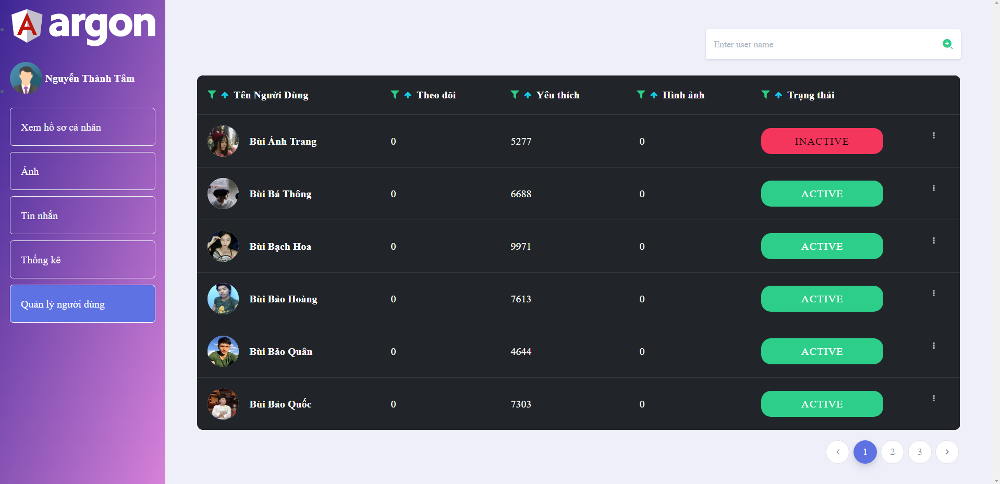 argon
Enter user name
Nguyễn Thành Tâm
Xem hồ sơ cá nhân
Ảnh
Tin nhắn
Thống kê
Quản lý người dùng
Tên Người Dùng Theo dõi Yêu thích Hình ảnh Trạng thái
Bùi Ánh Trang 0 5277 0 INACTIVE
Bùi Bá Thông 0 6688 0 ACTIVE
Bùi Bạch Hoa 0 9971 0 ACTIVE
Bùi Bảo Hoàng 0 7613 0 ACTIVE
Bùi Bảo Quân 0 4644 0 ACTIVE
Bùi Bảo Quốc 0 7303 0 ACTIVE
1 2 3